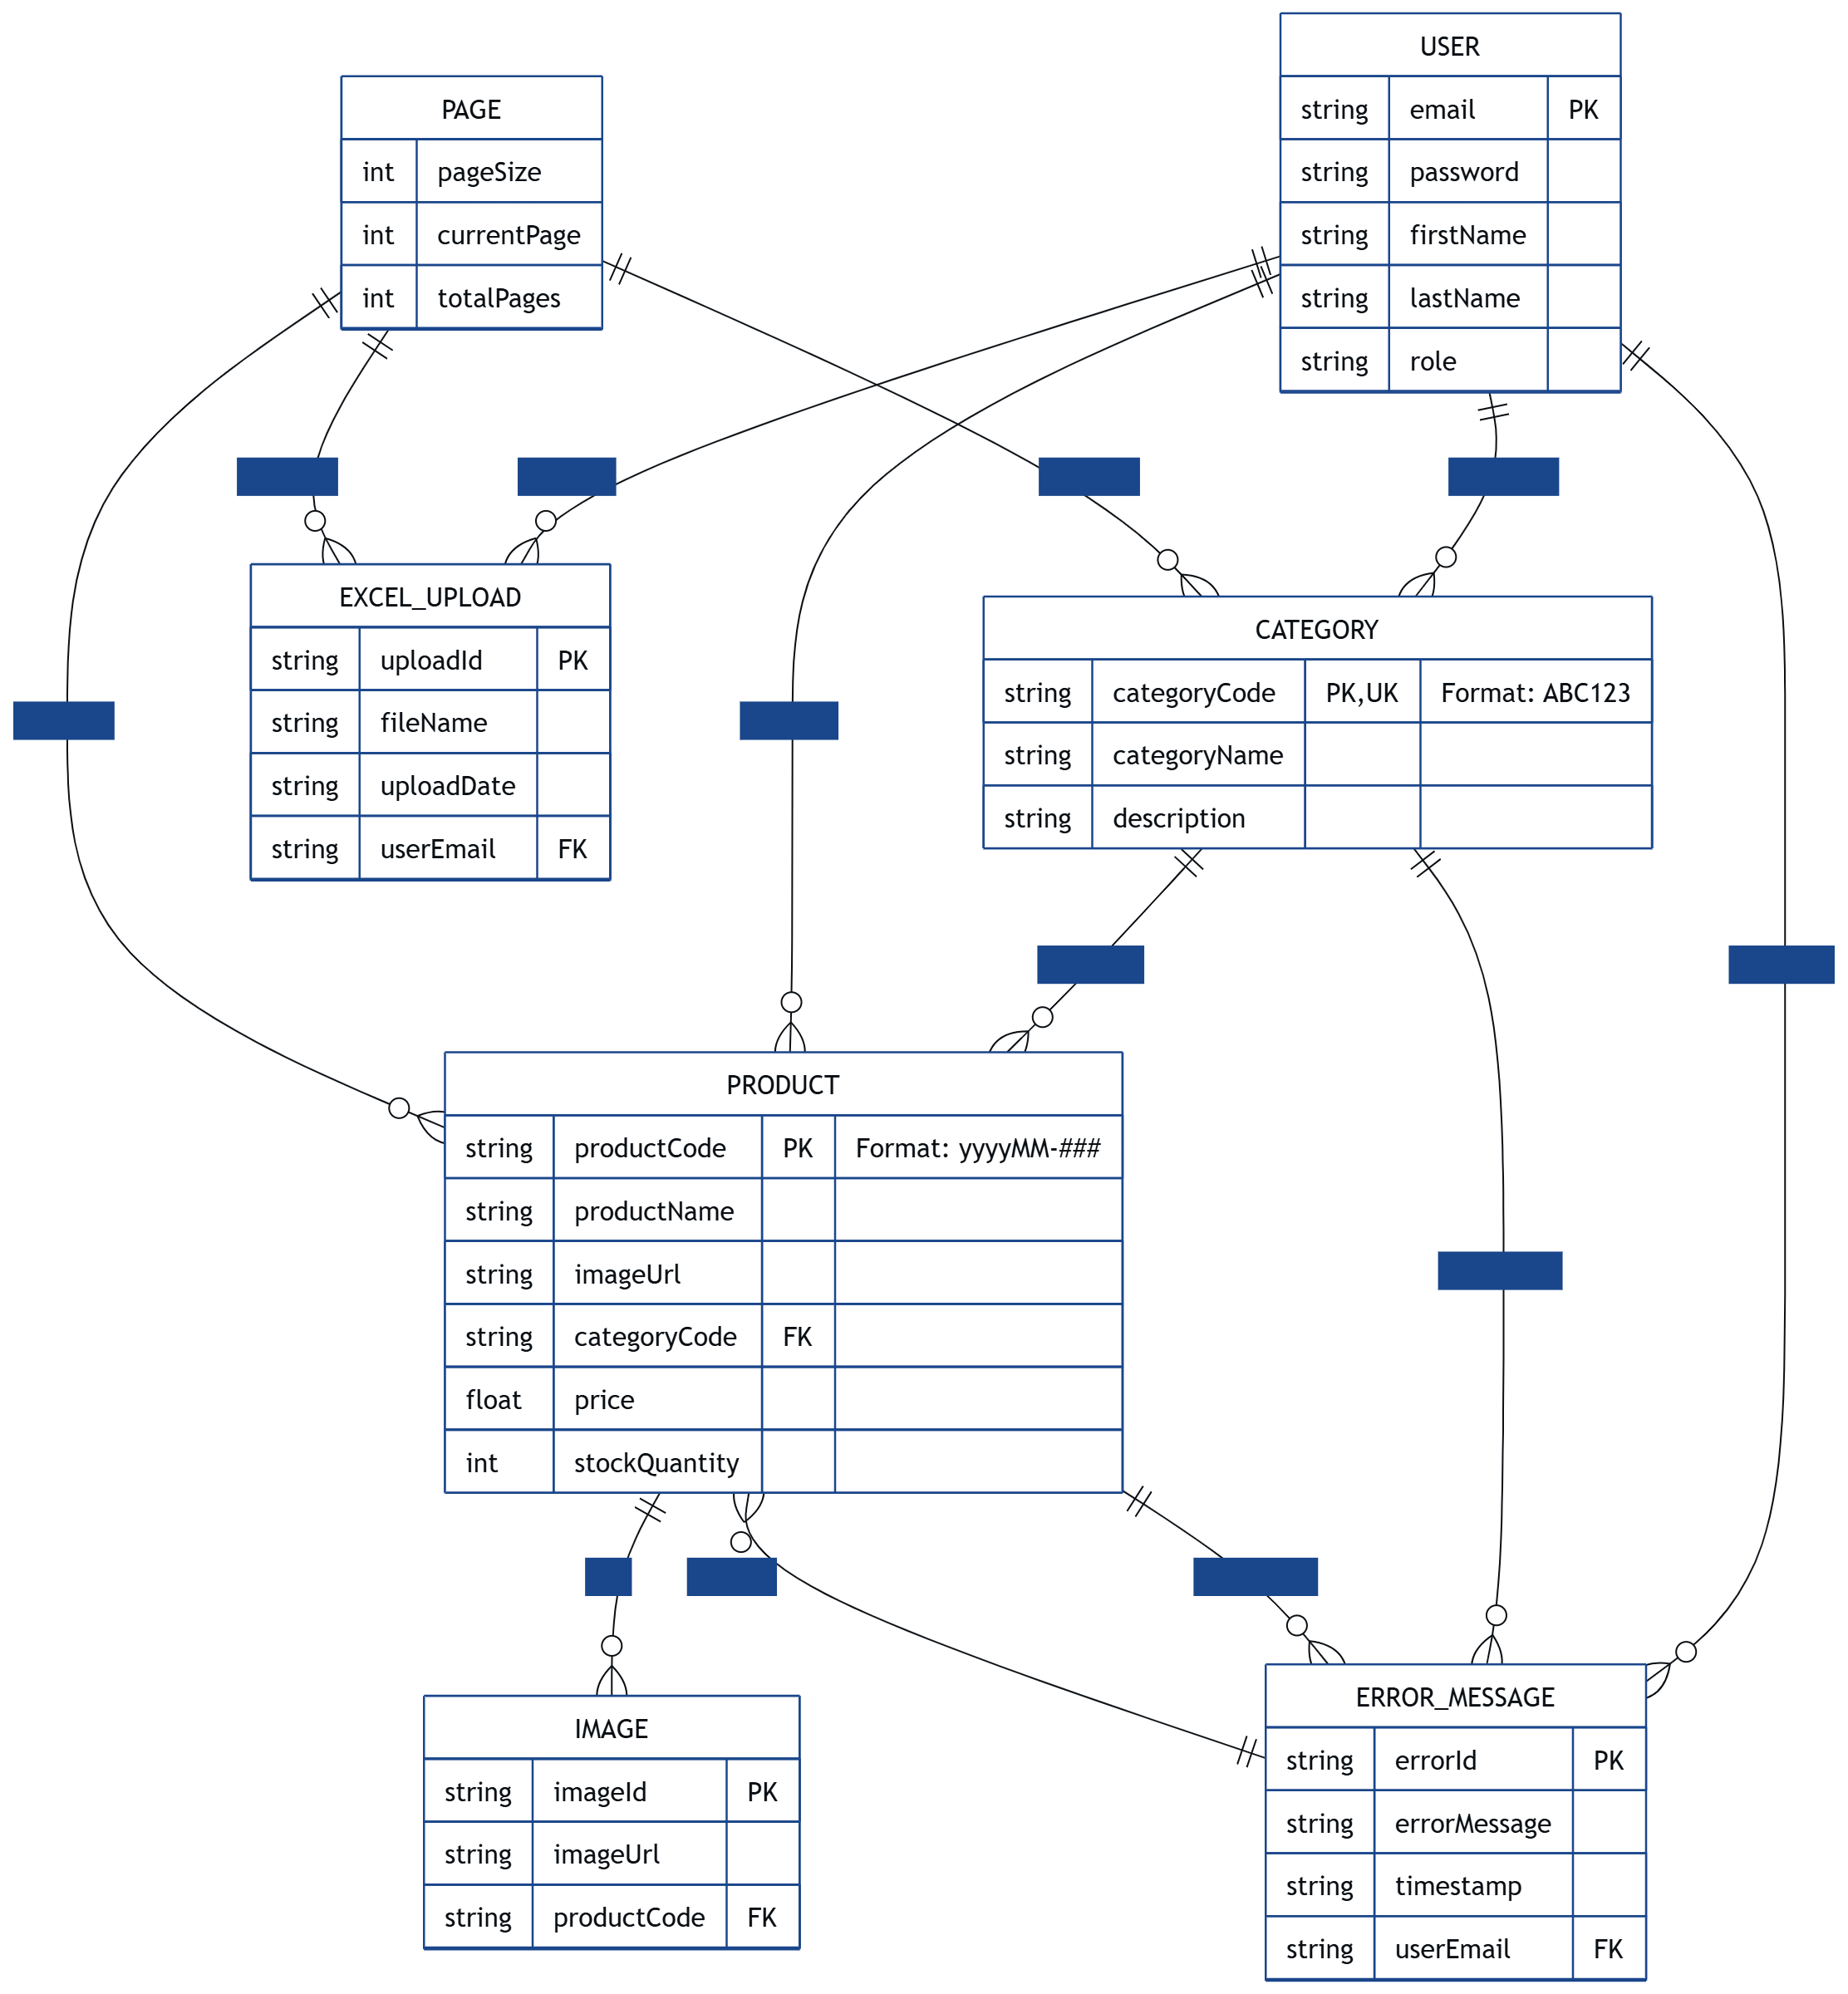 USER
string email PK
string password
string firstName
string lastName
string role
PAGE
int pageSize
int currentPage
int totalPages
EXCEL_UPLOAD
string uploadId PK
string fileName
string uploadDate
string userEmail FK
CATEGORY
string categoryCode PK,UK Format: ABC123
string categoryName
string description
PRODUCT
string productCode PK Format: yyyyMM-###
string productName
string imageUrl
string categoryCode FK
float price
int stockQuantity
IMAGE
string imageId PK
string imageUrl
string productCode FK
ERROR_MESSAGE
string errorId PK
string errorMessage
string timestamp
string userEmail FK